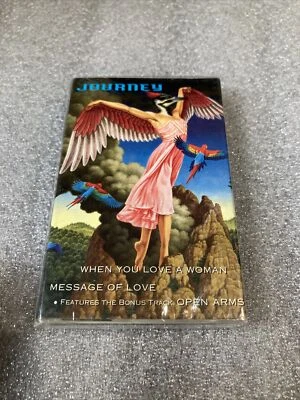 JOURNEY
WHEN YOU LOVE A WOMAN
MESSAGE OF LOVE
• FEATURES THE BONUS TRACK OPEN ARMS